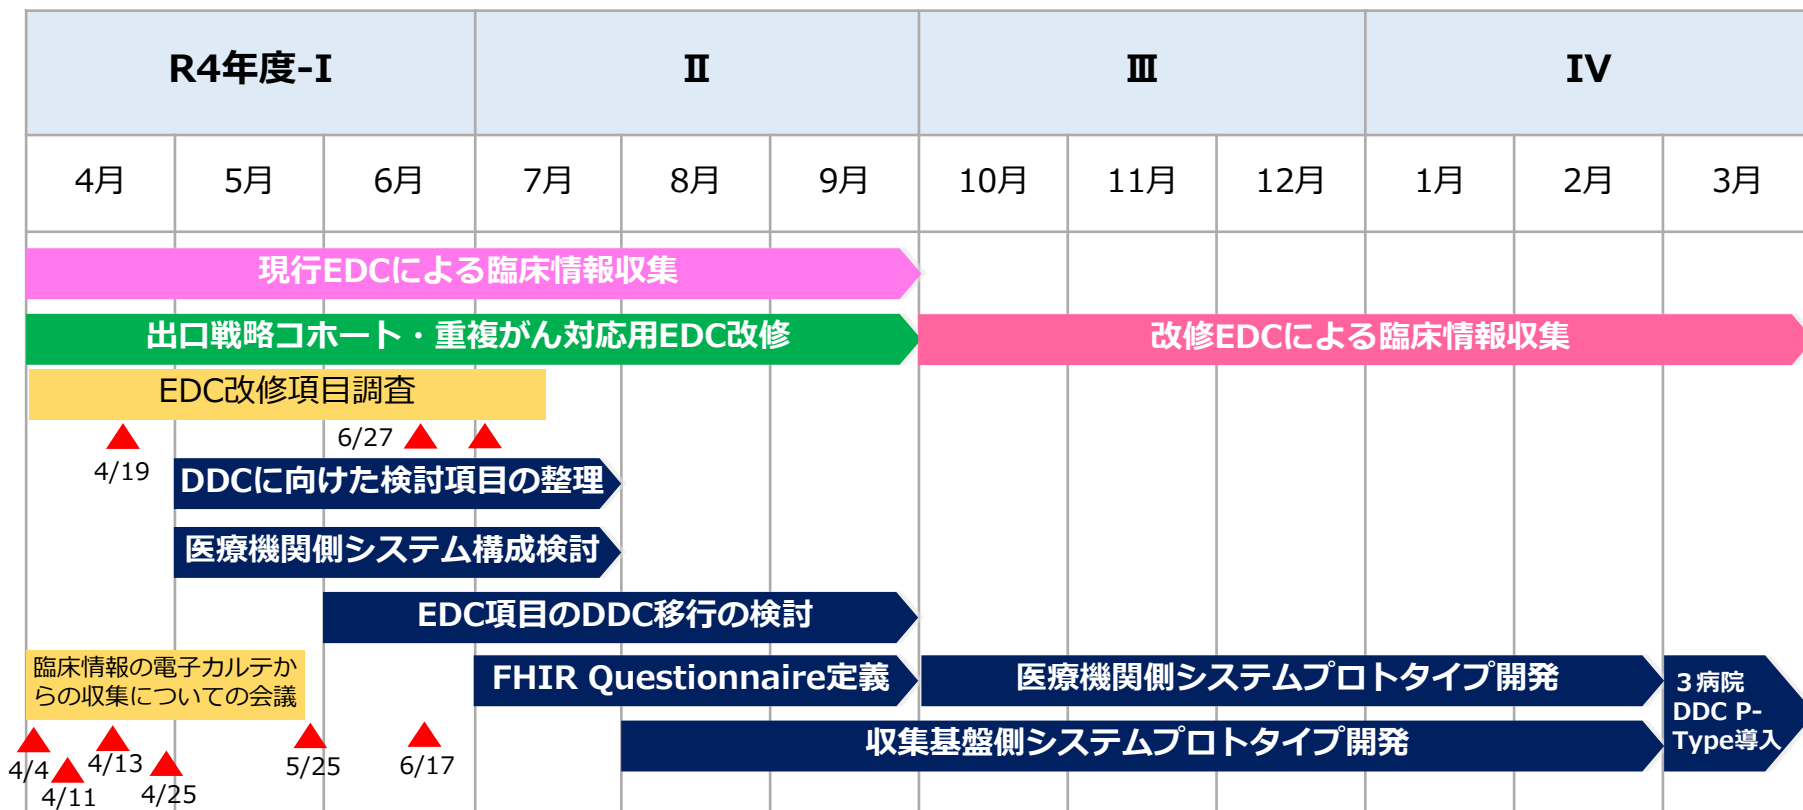 R4年度-I
Ⅱ
Ⅲ
IV
4月
5月
6月
7月
8月
9月
10月
11月
12月
1月
2月
3月
現行EDCによる臨床情報収集
出口戦略コホート・重複がん対応用EDC改修
改修EDCによる臨床情報収集
EDC改修項目調査
6/27
4/19
DDCに向けた検討項目の整理
医療機関側システム構成検討
EDC項目のDDC移行の検討
臨床情報の電子カルテか
らの収集についての会議
FHIR Questionnaire定義
医療機関側システムプロトタイプ開発
３病院
DDC P-
Type導入
収集基盤側システムプロトタイプ開発
4/4
4/11
4/13
4/25
5/25
6/17